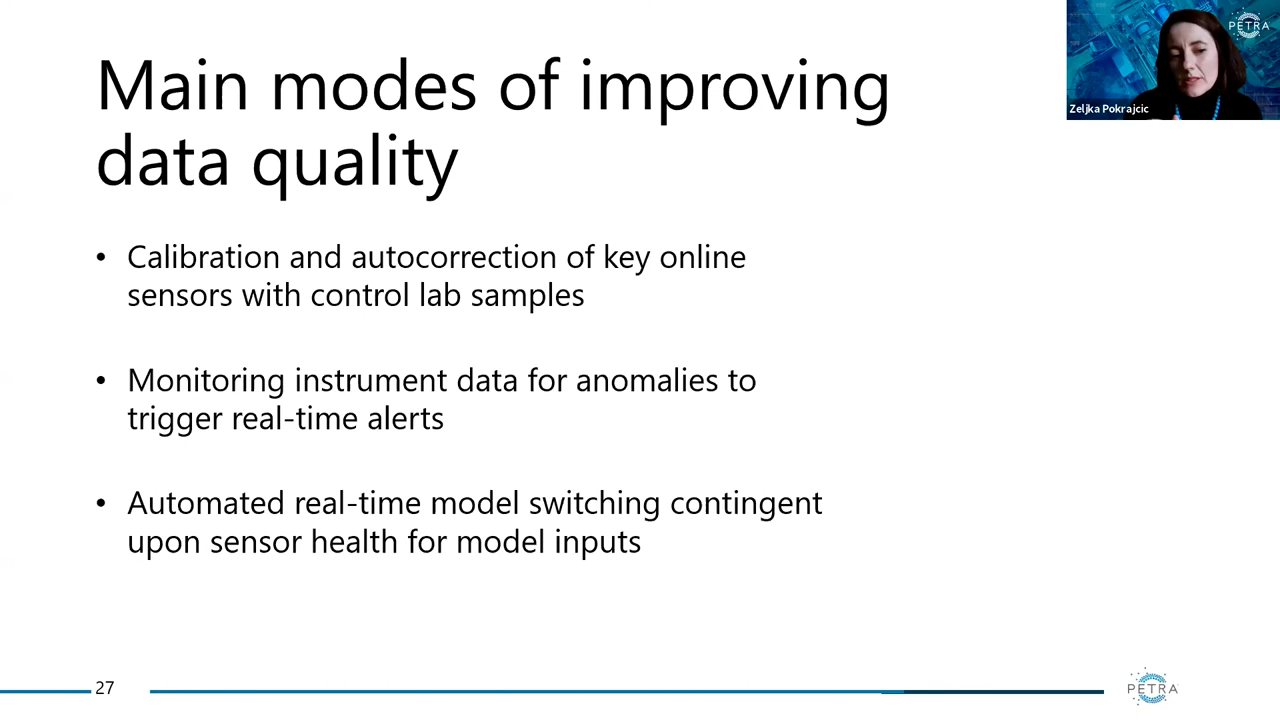 PETRA
Zeljka Pokrajcic
Main modes of improving
data quality
• Calibration and autocorrection of key online
sensors with control lab samples
• Monitoring instrument data for anomalies to
trigger real-time alerts
• Automated real-time model switching contingent
upon sensor health for model inputs
27
PETRA